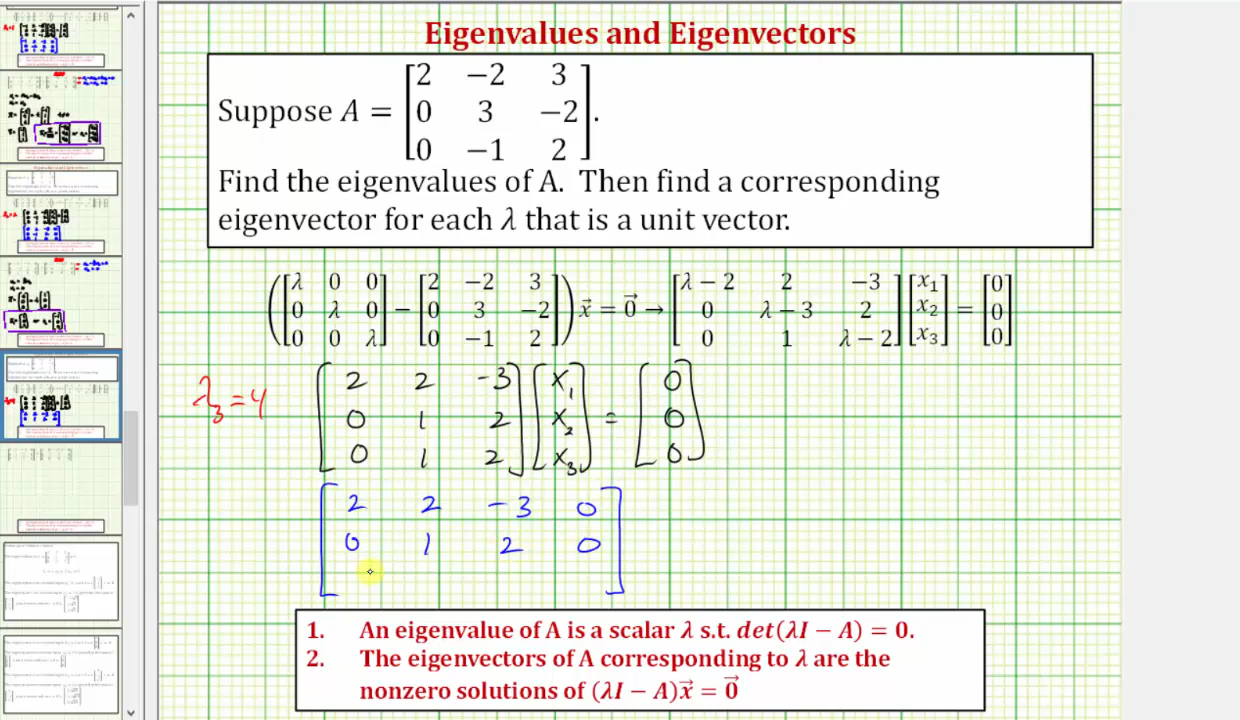 Eigenvalues and Eigenvectors
Suppose A = [2 −2 3; 0 3 −2; 0 −1 2].
Find the eigenvalues of A. Then find a corresponding
eigenvector for each λ that is a unit vector.
([λ 0 0; 0 λ 0; 0 0 λ] − [2 −2 3; 0 3 −2; 0 −1 2]) x⃗ = 0⃗ → [λ − 2 2 −3; 0 λ − 3 2; 0 1 λ − 2] [x₁; x₂; x₃] = [0; 0; 0]
λ₃ = 4 [2 2 -3; 0 1 2; 0 1 2] [x₁; x₂; x₃] = [0; 0; 0]
[2 2 -3 0
0 1 2 0]
1. An eigenvalue of A is a scalar λ s.t. det(λI − A) = 0.
2. The eigenvectors of A corresponding to λ are the
nonzero solutions of (λI − A)x⃗ = 0⃗